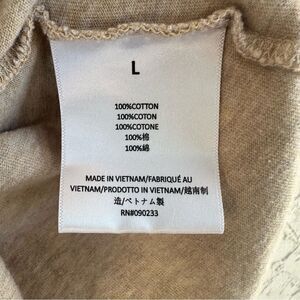 L
100%COTTON
100%COTON
100%COTONE
100%棉
100%綿
MADE IN VIETNAM/FABRIQUÉ AU
VIETNAM/PRODOTTO IN VIETNAM/越南制
造/ベトナム製
RN#090233